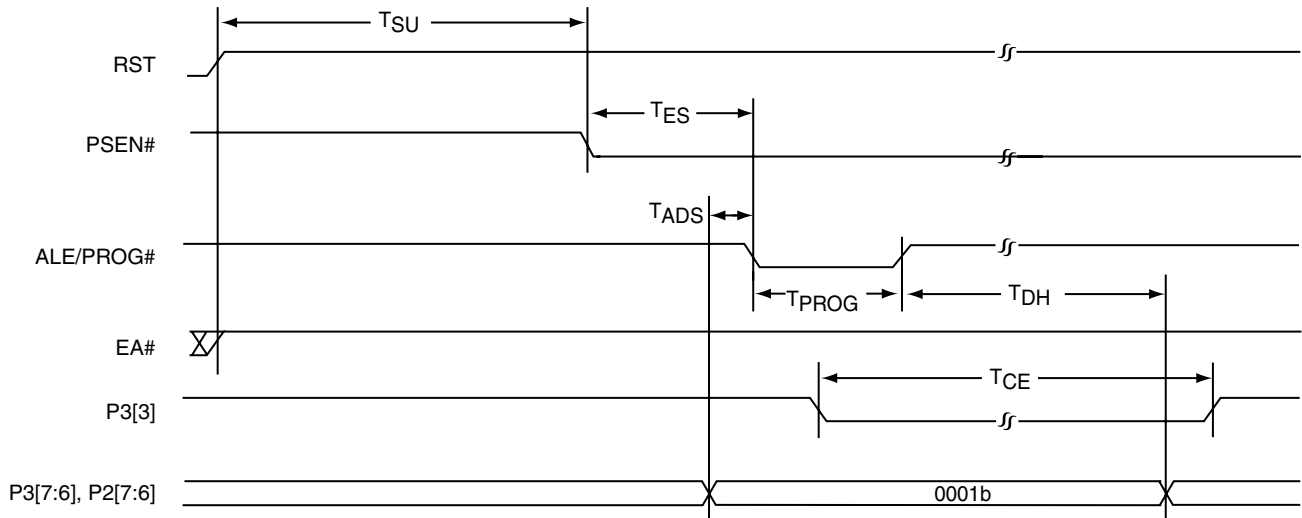 TSU
RST
TES
PSEN#
TADS
ALE/PROG#
TPROG
TDH
EA#
TCE
P3[3]
P3[7:6], P2[7:6]
0001b